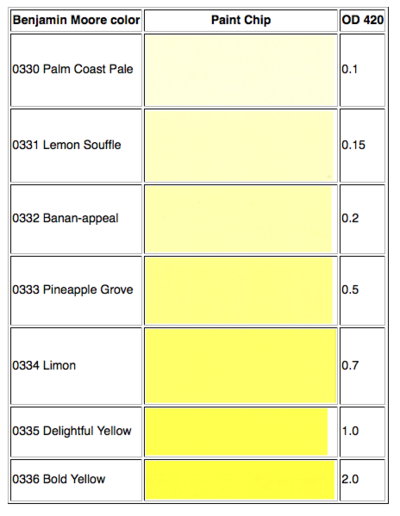 Benjamin Moore color Paint Chip OD 420
0330 Palm Coast Pale 0.1
0331 Lemon Souffle 0.15
0332 Banan-appeal 0.2
0333 Pineapple Grove 0.5
0334 Limon 0.7
0335 Delightful Yellow 1.0
0336 Bold Yellow 2.0